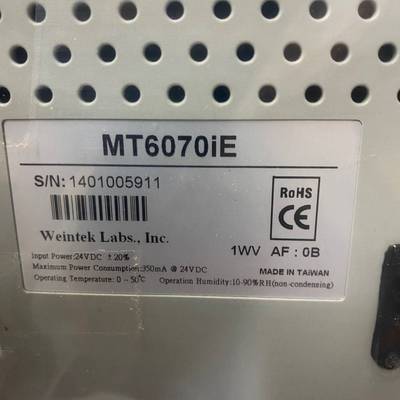 MT6070iE
S/N: 1401005911
RoHS
CE
Weintek Labs., Inc.
1WV AF : 0B
Input Power:24VDC ±20%
Maximum Power Consumption:350mA @ 24VDC
MADE IN TAIWAN
Operating Temperature: 0 ~ 50°C Operation Humidity:10-90%RH(non-condensing)